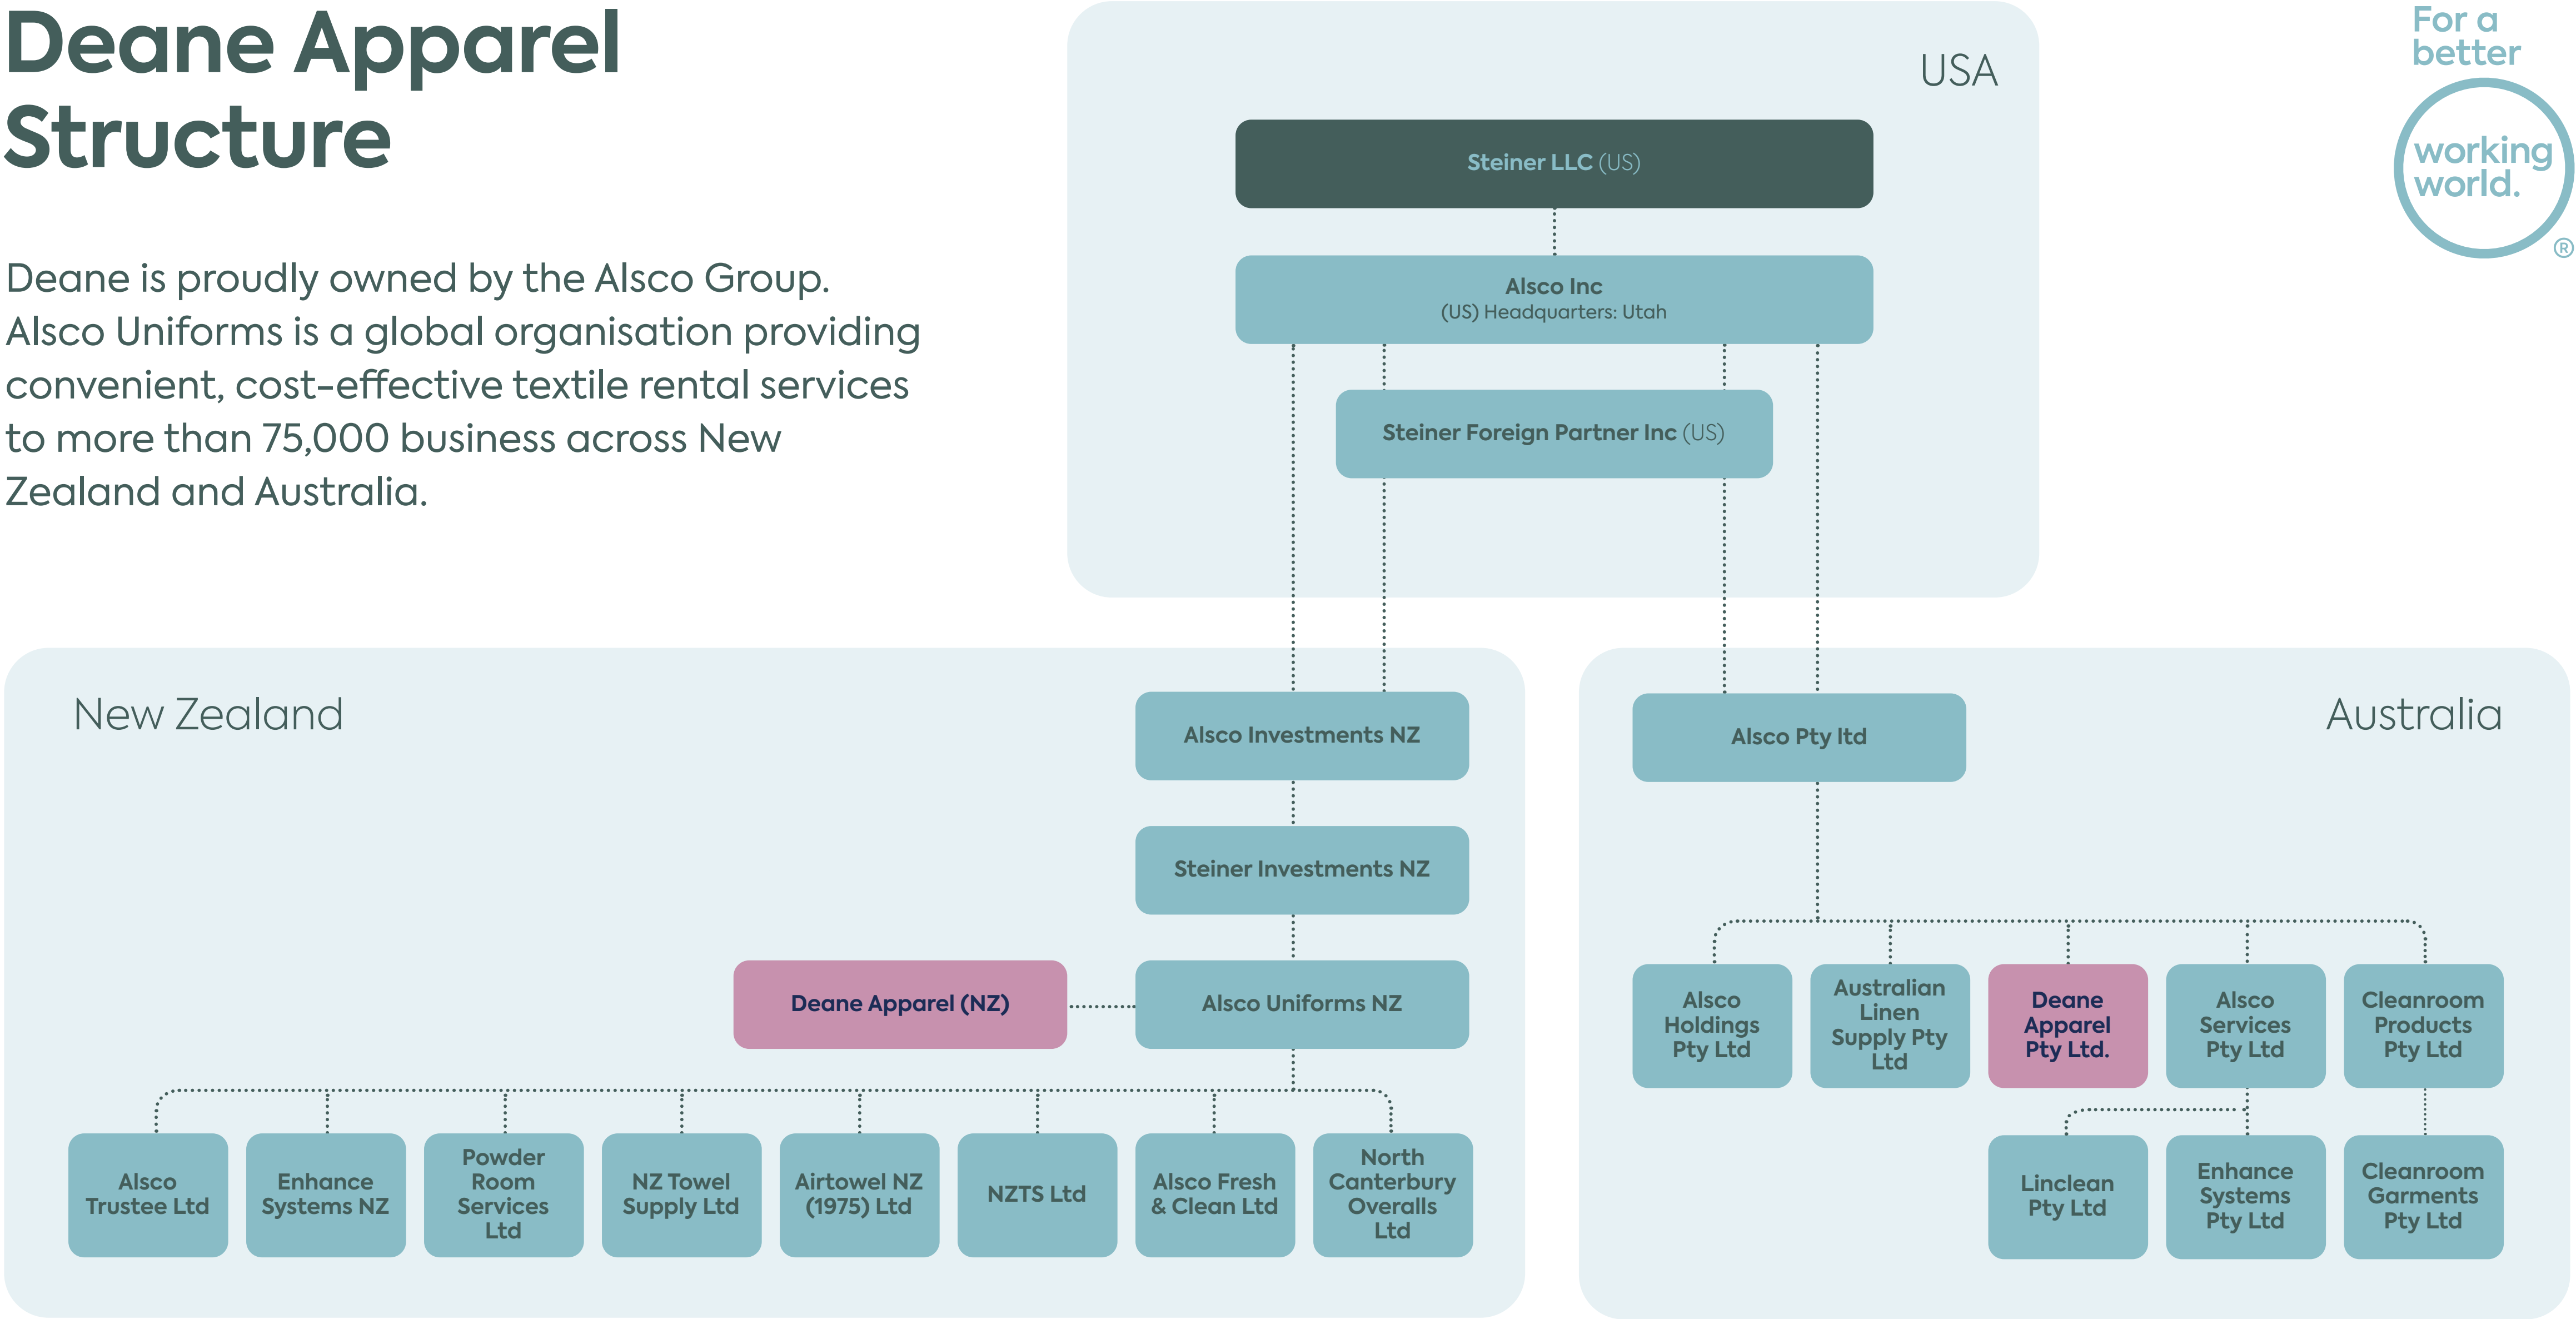 Deane Apparel
Structure
Deane is proudly owned by the Alsco Group.
Alsco Uniforms is a global organisation providing
convenient, cost-effective textile rental services
to more than 75,000 business across New
Zealand and Australia.
For a
better
working
world.
®
USA
Steiner LLC (US)
Alsco Inc
(US) Headquarters: Utah
Steiner Foreign Partner Inc (US)
New Zealand
Alsco Investments NZ
Steiner Investments NZ
Deane Apparel (NZ)
Alsco Uniforms NZ
Alsco
Trustee Ltd
Enhance
Systems NZ
Powder
Room
Services
Ltd
NZ Towel
Supply Ltd
Airtowel NZ
(1975) Ltd
NZTS Ltd
Alsco Fresh
& Clean Ltd
North
Canterbury
Overalls
Ltd
Australia
Alsco Pty ltd
Alsco
Holdings
Pty Ltd
Australian
Linen
Supply Pty
Ltd
Deane
Apparel
Pty Ltd.
Alsco
Services
Pty Ltd
Cleanroom
Products
Pty Ltd
Linclean
Pty Ltd
Enhance
Systems
Pty Ltd
Cleanroom
Garments
Pty Ltd